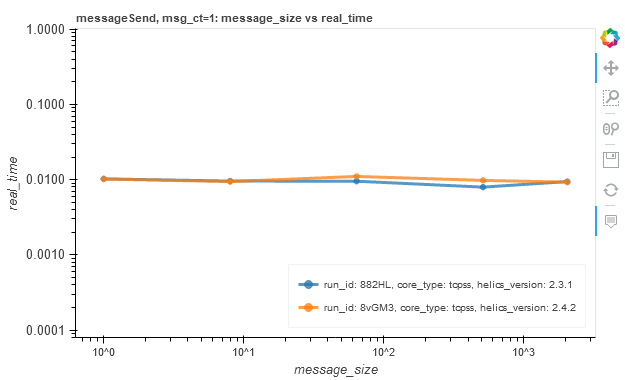 messageSend, msg_ct=1: message_size vs real_time
1.0000
0.1000
0.0100
0.0010
0.0001
real_time
run_id: 882HL, core_type: tcpss, helics_version: 2.3.1
run_id: 8vGM3, core_type: tcpss, helics_version: 2.4.2
10^0
10^1
10^2
10^3
message_size